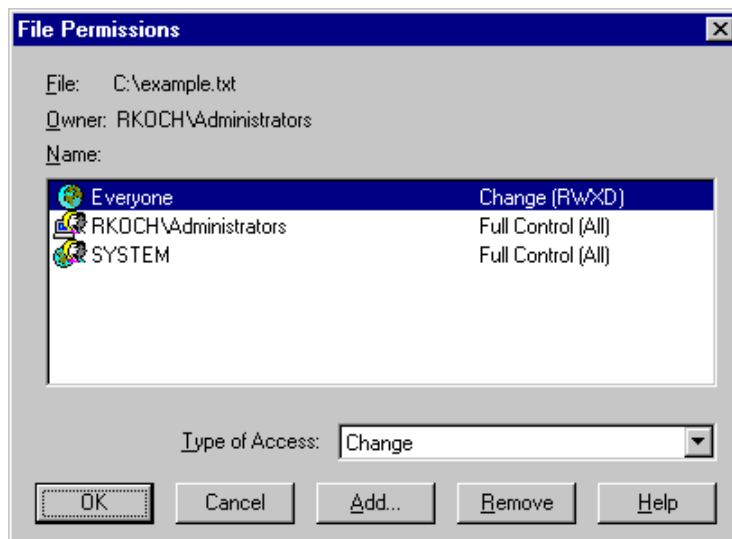 File Permissions
File: C:\example.txt
Owner: RKOCH\Administrators
Name:
Everyone Change (RWXD)
RKOCH\Administrators Full Control (All)
SYSTEM Full Control (All)
Type of Access: Change
OK Cancel Add... Remove Help